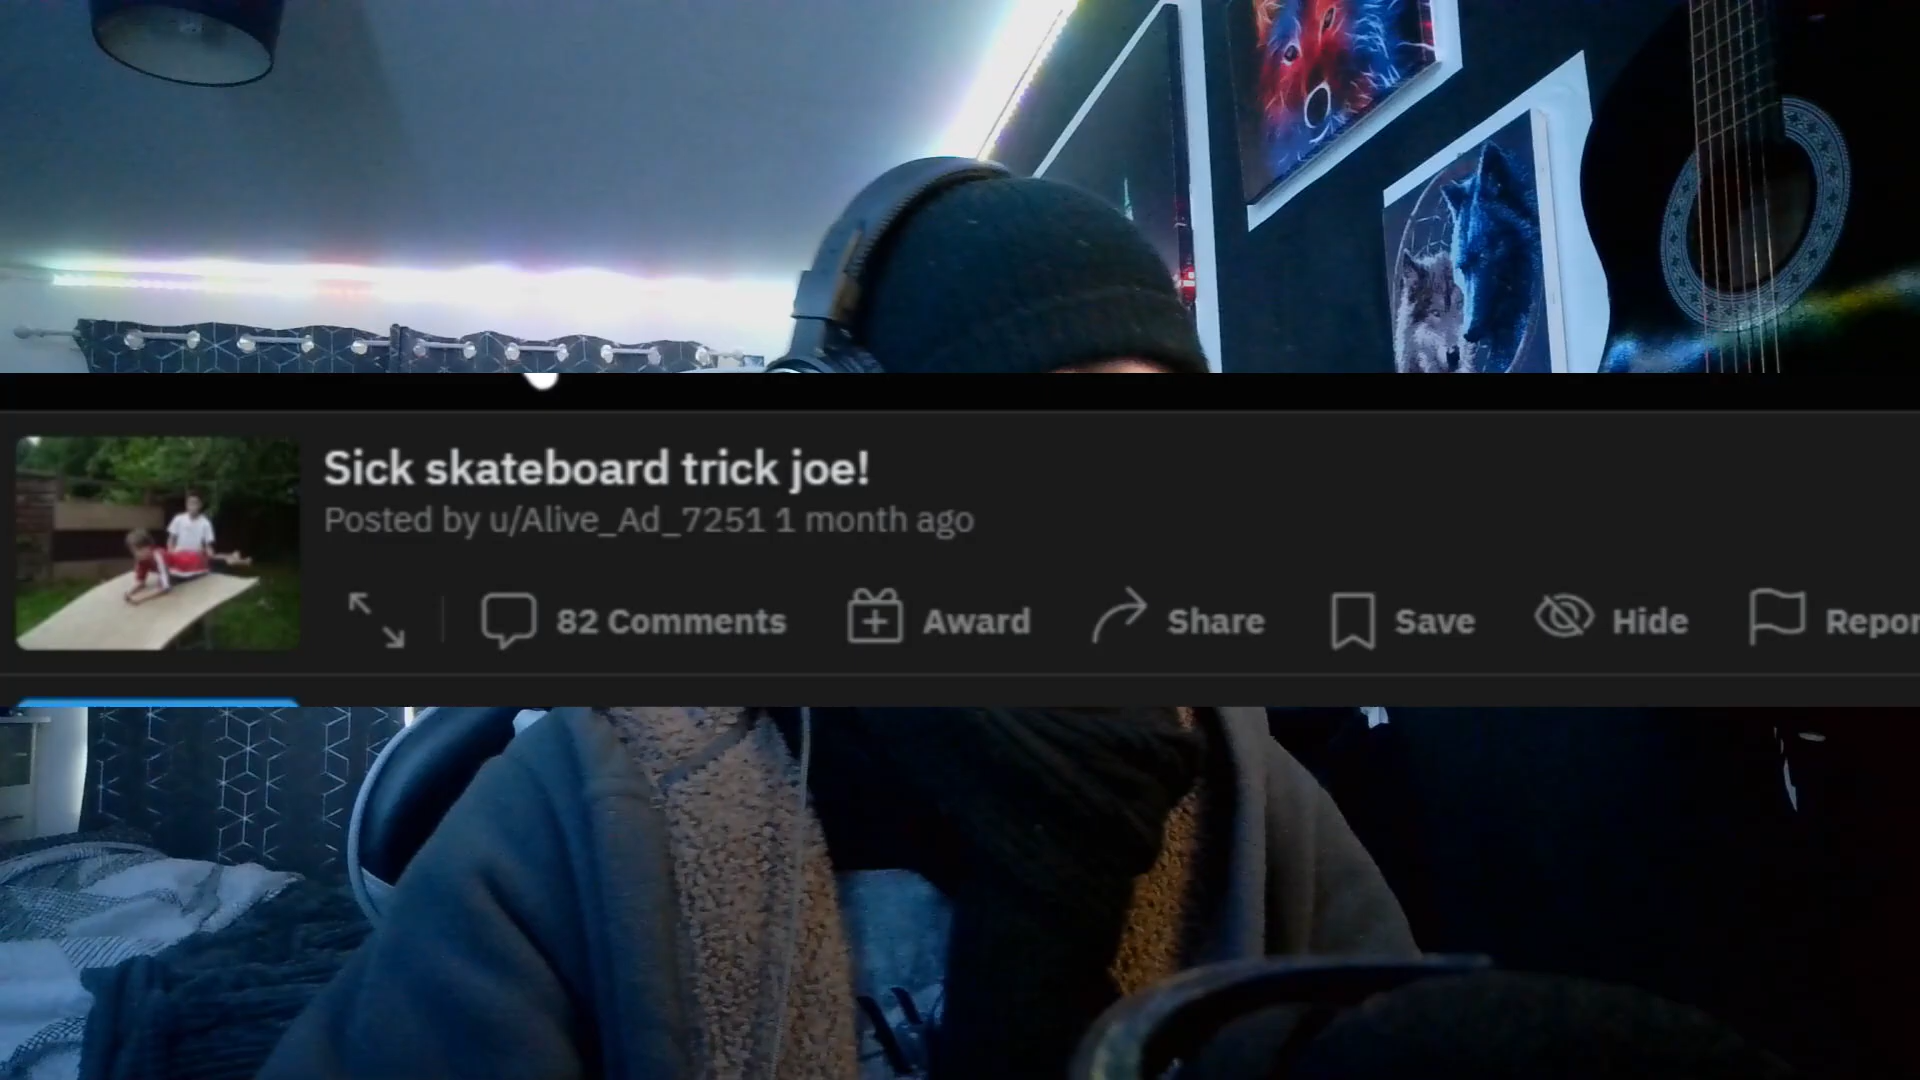 Sick skateboard trick joe!
Posted by u/Alive_Ad_7251 1 month ago
82 Comments Award Share Save Hide Repor